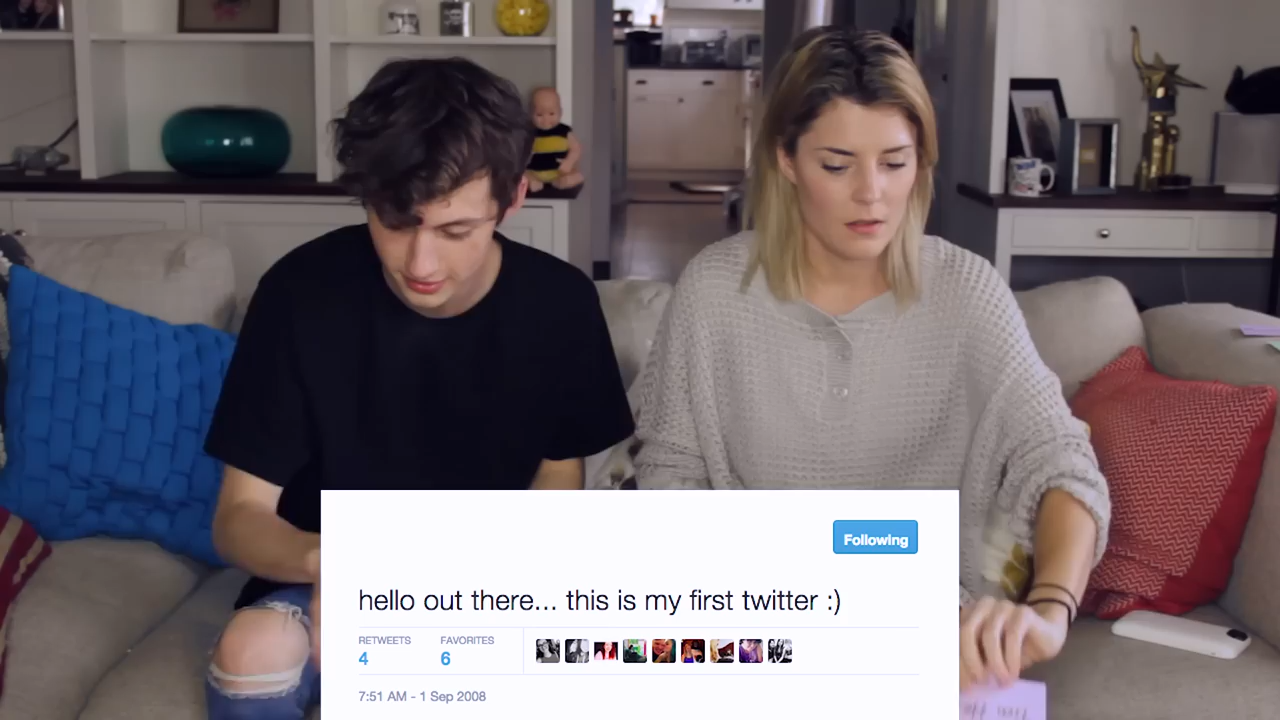 Following
hello out there... this is my first twitter :)
RETWEETS FAVORITES
4 6
7:51 AM - 1 Sep 2008